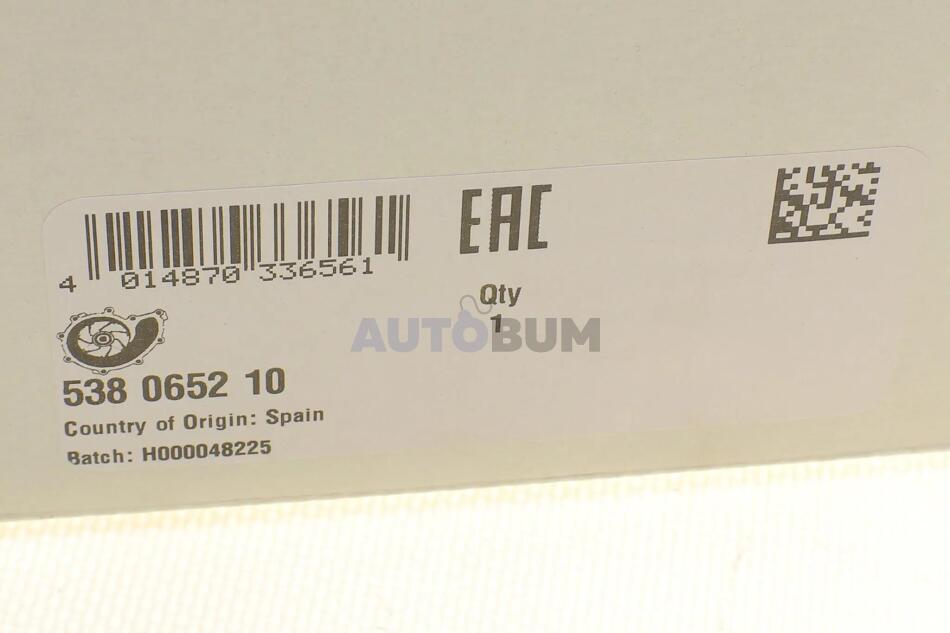 4 014870 336561
EAC
Qty
1
AUTOBUM
538 0652 10
Country of Origin: Spain
Batch: H000048225